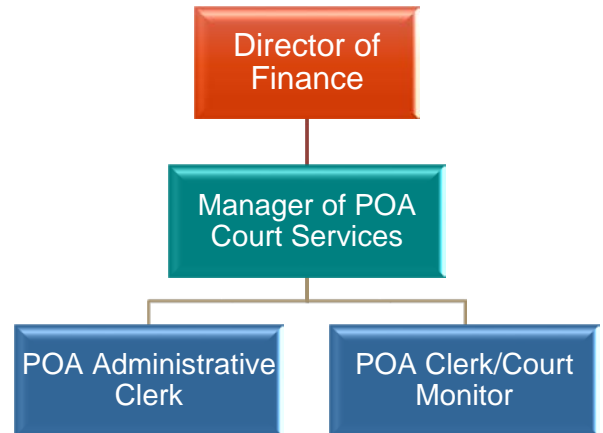 Director of
Finance
Manager of POA
Court Services
POA Administrative
Clerk
POA Clerk/Court
Monitor